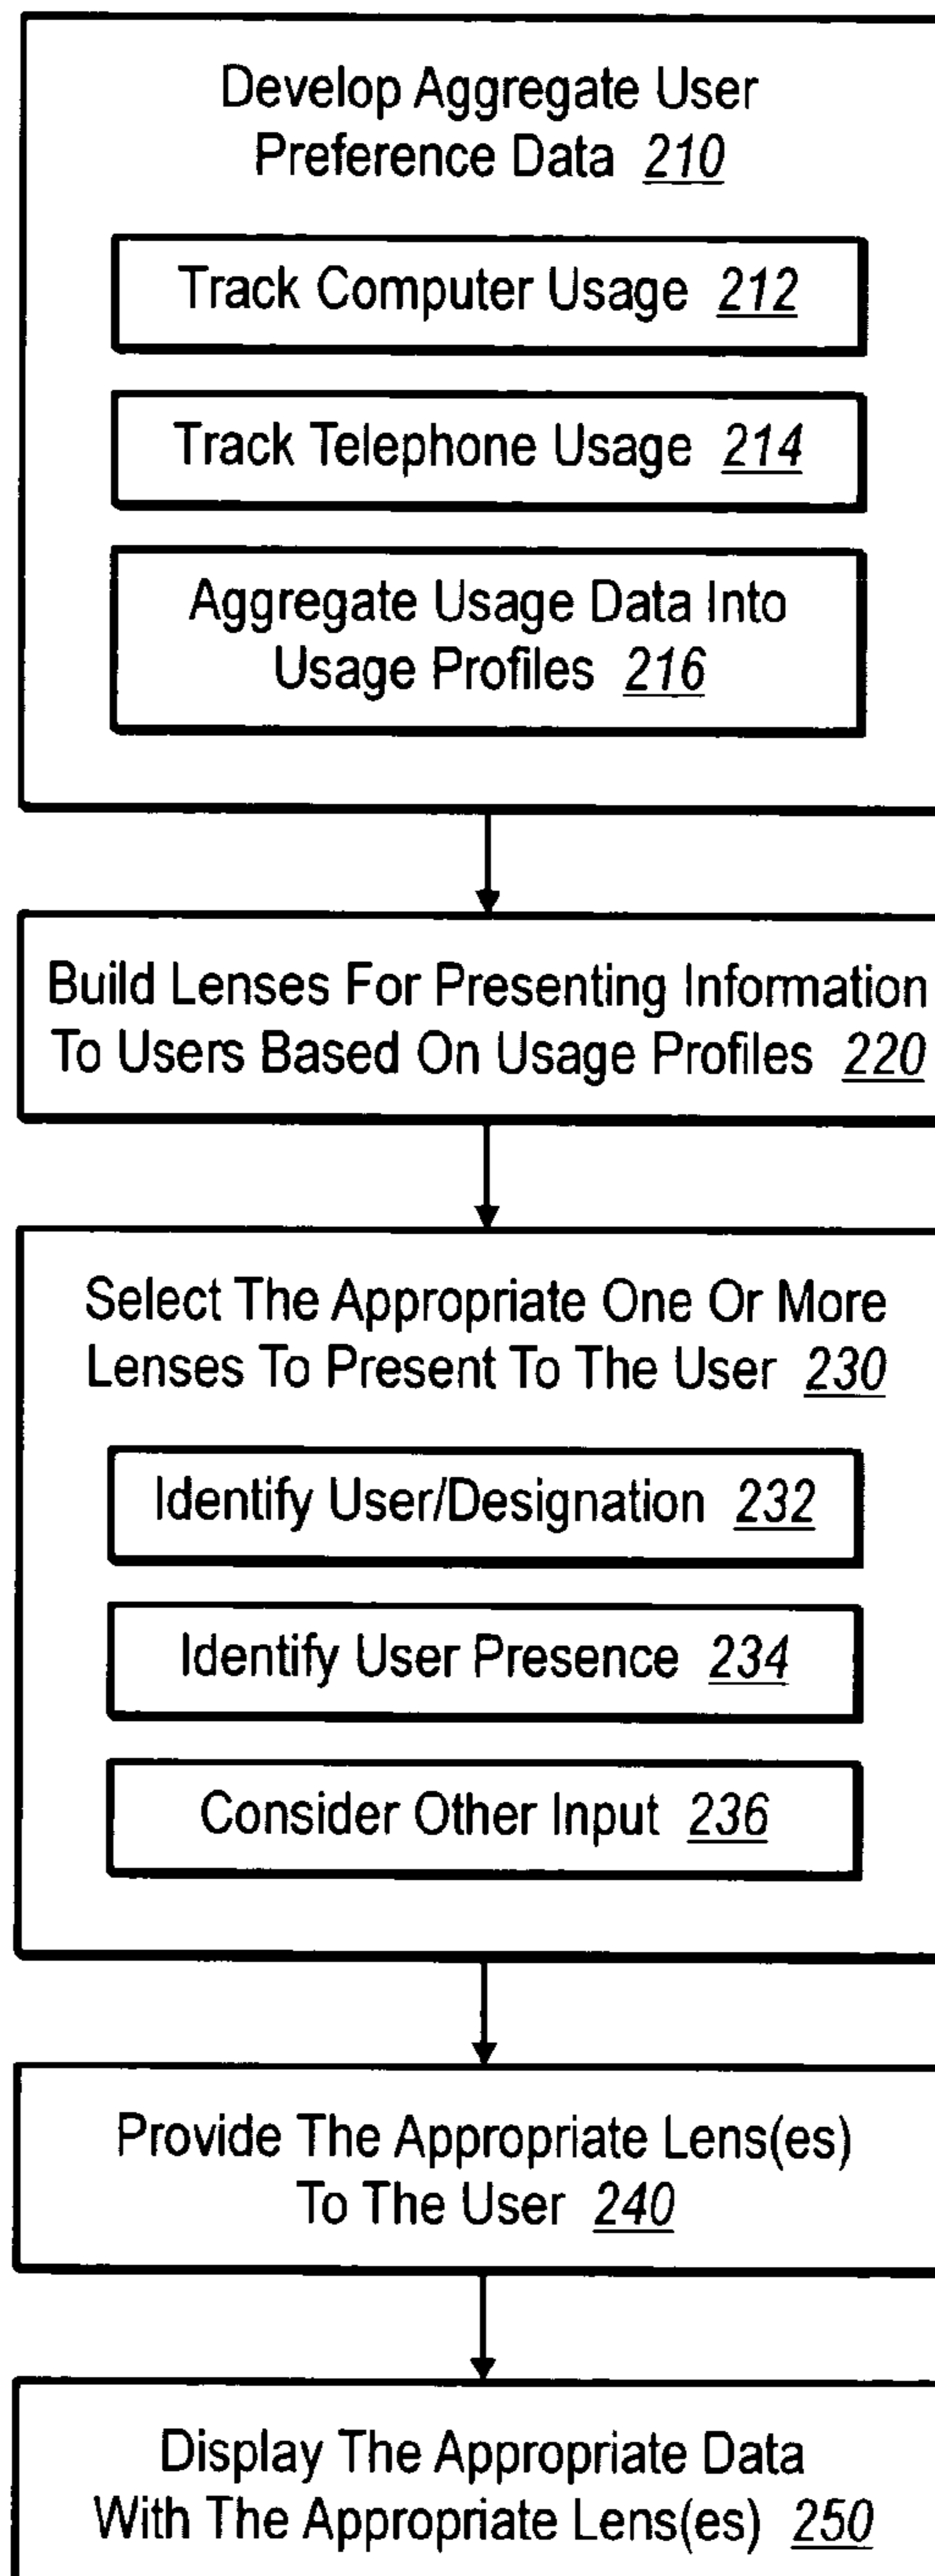 Develop Aggregate User
Preference Data 210
Track Computer Usage 212
Track Telephone Usage 214
Aggregate Usage Data Into
Usage Profiles 216
Build Lenses For Presenting Information
To Users Based On Usage Profiles 220
Select The Appropriate One Or More
Lenses To Present To The User 230
Identify User/Designation 232
Identify User Presence 234
Consider Other Input 236
Provide The Appropriate Lens(es)
To The User 240
Display The Appropriate Data
With The Appropriate Lens(es) 250